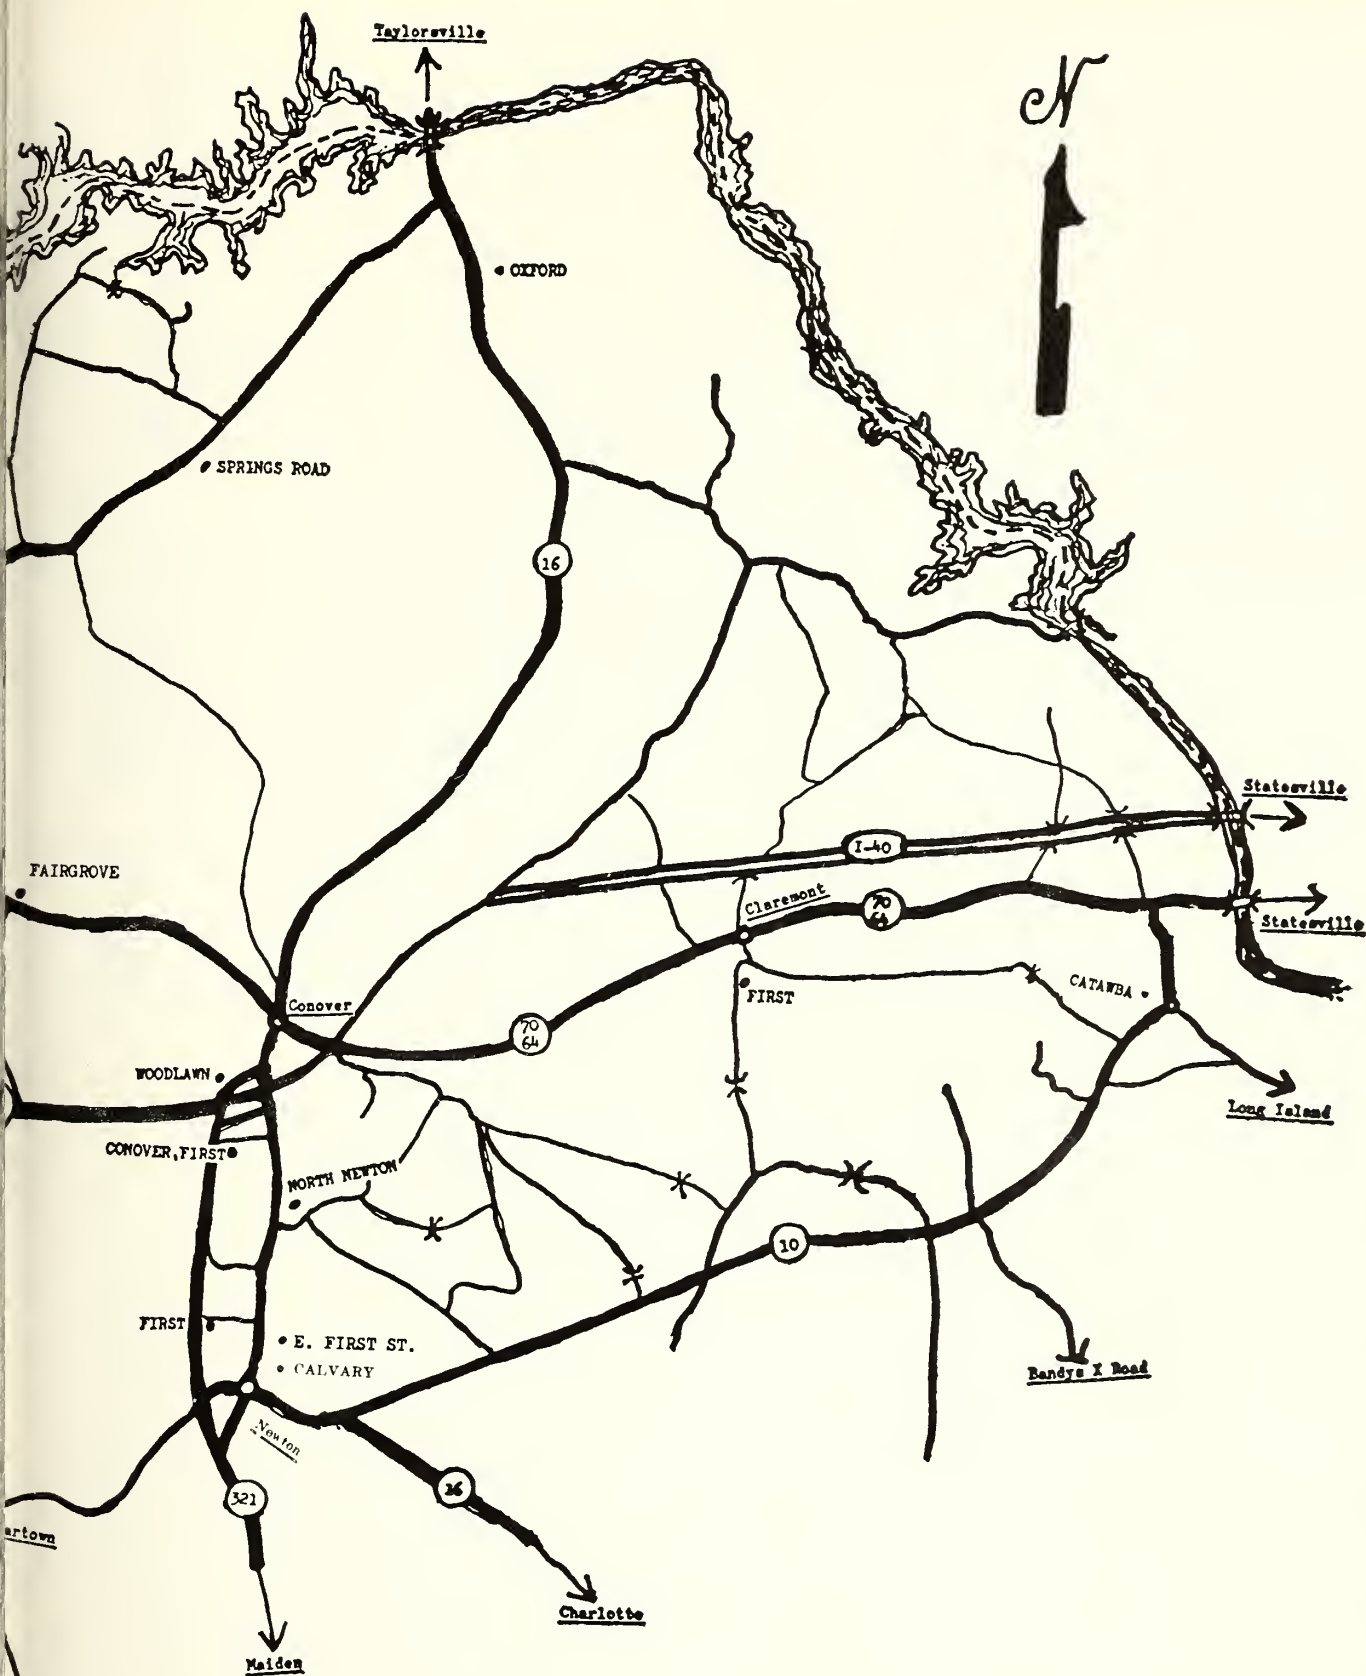 Taylorsville
N
OXFORD
SPRINGS ROAD
16
Statesville
I-40
FAIRGROVE
Claremont
70
64
Statesville
FIRST
CATAWBA
Conover
70
64
WOODLAWN
Long Island
CONOVER, FIRST
NORTH NEWTON
10
FIRST
E. FIRST ST.
CALVARY
Bandys X Road
Newton
321
16
artown
Charlotte
Maiden